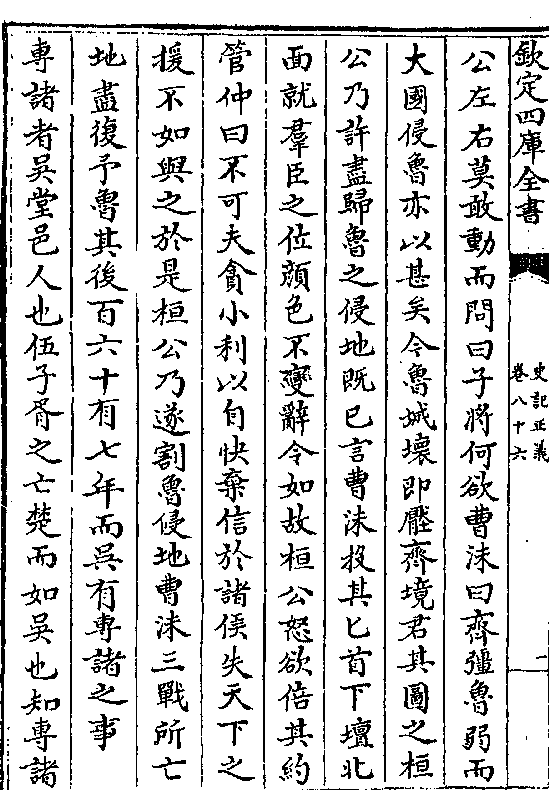 欽定四庫全書
史記正義
卷八十六
二
公左右莫敢動而問曰子將何欲曹沫曰齊彊魯弱而
大國侵魯亦以甚矣今魯城壞即壓齊境君其圖之桓
公乃許盡歸魯之侵地既已言曹沫投其匕首下壇北
面就羣臣之位顔色不變辭令如故桓公怒欲倍其約
管仲曰不可夫貪小利以自快棄信於諸侯失天下之
援不如與之於是桓公乃遂割魯侵地曹沫三戰所亡
地盡復予魯其後百六十有七年而吳有專諸之事
專諸者吳堂邑人也伍子胥之亡楚而如吳也知專諸